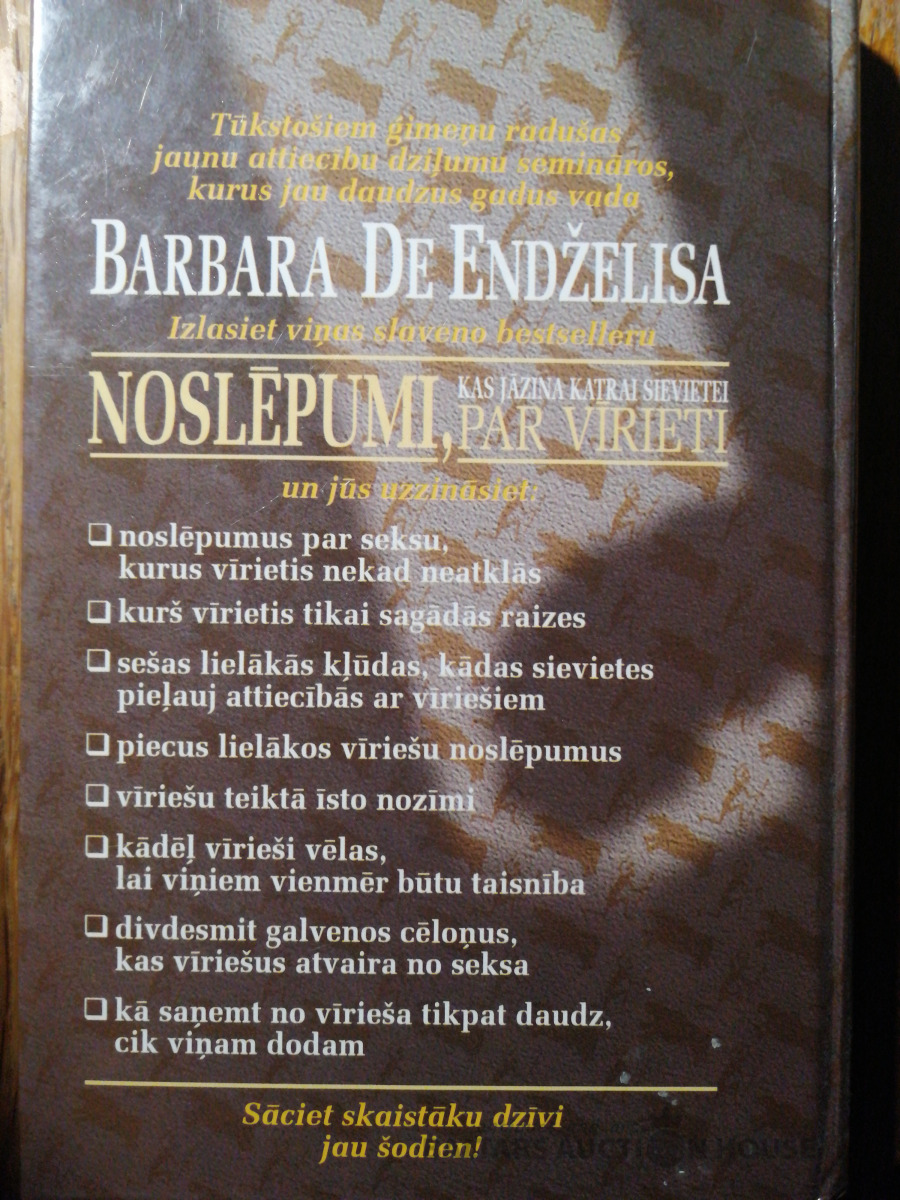 Tūkstošiem ģimeņu radušas
jaunu attiecību dziļumu semināros,
kurus jau daudzus gadus vada
BARBARA DE ENDŽELISA
Izlasiet viņas slaveno bestselleru
NOSLĒPUMI, KAS JĀZINA KATRAI SIEVIETEI
PAR VĪRIETI
un jūs uzzināsiet:
❑ noslēpumus par seksu,
kurus vīrietis nekad neatklās
❑ kurš vīrietis tikai sagādās raizes
❑ sešas lielākās kļūdas, kādas sievietes
pieļauj attiecībās ar vīriešiem
❑ piecus lielākos vīriešu noslēpumus
❑ vīriešu teiktā īsto nozīmi
❑ kādēļ vīrieši vēlas,
lai viņiem vienmēr būtu taisnība
❑ divdesmit galvenos cēloņus,
kas vīriešus atvaira no seksa
❑ kā saņemt no vīrieša tikpat daudz,
cik viņam dodam
Sāciet skaistāku dzīvi
jau šodien!
AUCTION HOUSE